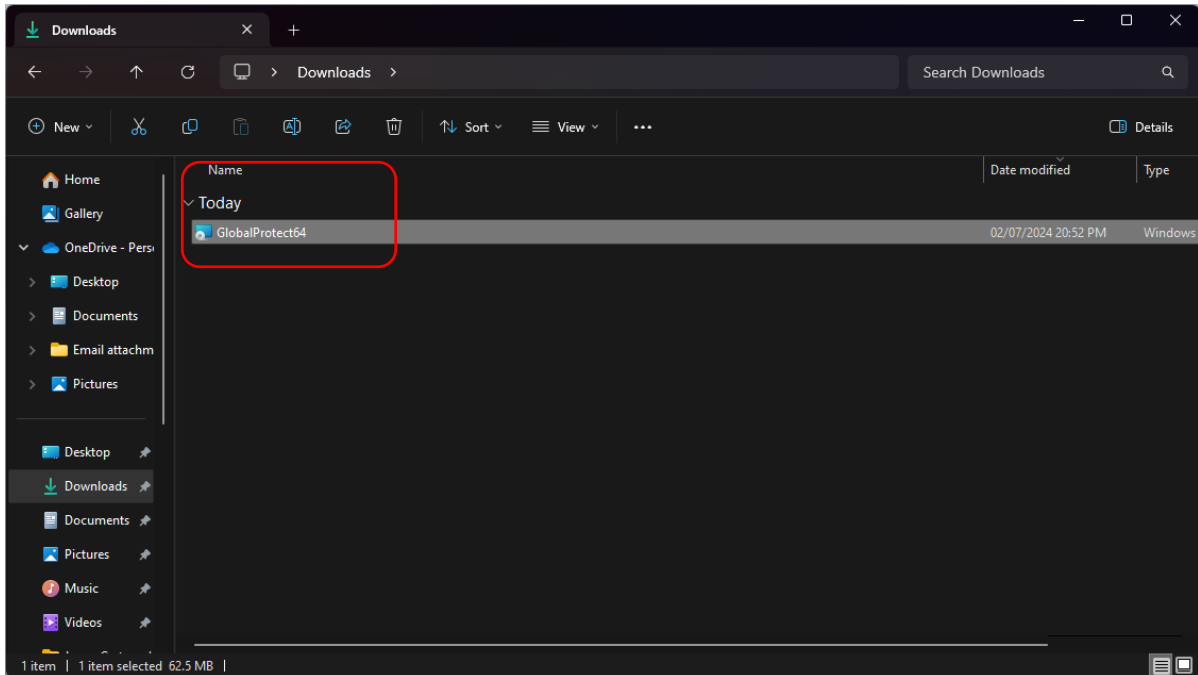 Downloads
Downloads
Search Downloads
New
Sort
View
Details
Name
Date modified
Type
Home
Today
Gallery
GlobalProtect64
02/07/2024 20:52 PM
Windows
OneDrive - Pers
Desktop
Documents
Email attachm
Pictures
Desktop
Downloads
Documents
Pictures
Music
Videos
1 item
1 item selected 62.5 MB